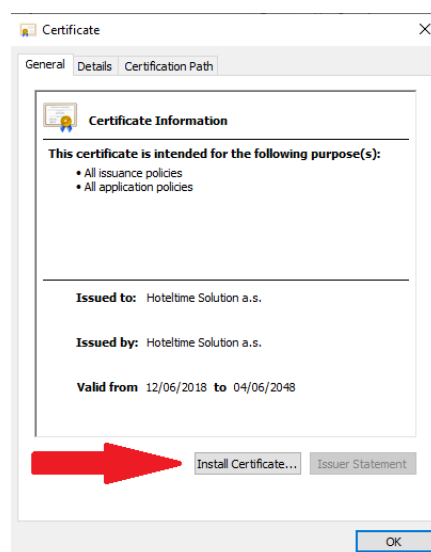 Certificate
General Details Certification Path
Certificate Information
This certificate is intended for the following purpose(s):
• All issuance policies
• All application policies
Issued to: Hoteltime Solution a.s.
Issued by: Hoteltime Solution a.s.
Valid from 12/06/2018 to 04/06/2048
Install Certificate... Issuer Statement
OK